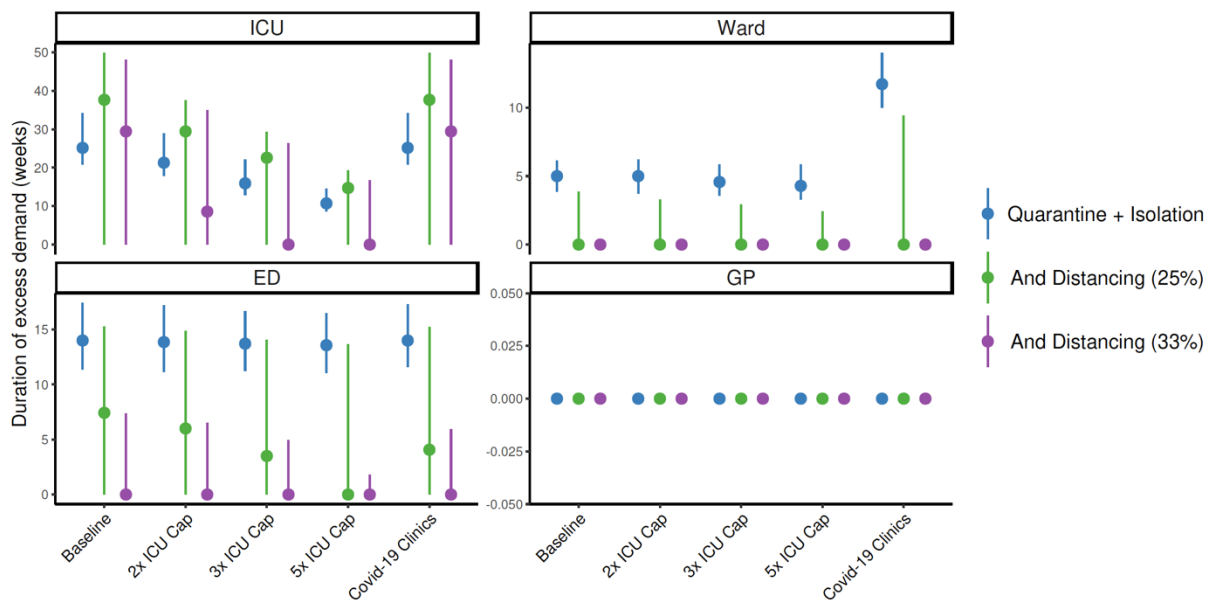 ICU
Ward
Duration of excess demand (weeks)
50
40
30
20
10
0
10
5
0
ED
GP
15
10
5
0
0.050
0.025
0.000
-0.025
-0.050
Baseline
2x ICU Cap
3x ICU Cap
5x ICU Cap
Covid-19 Clinics
Baseline
2x ICU Cap
3x ICU Cap
5x ICU Cap
Covid-19 Clinics
Quarantine + Isolation
And Distancing (25%)
And Distancing (33%)